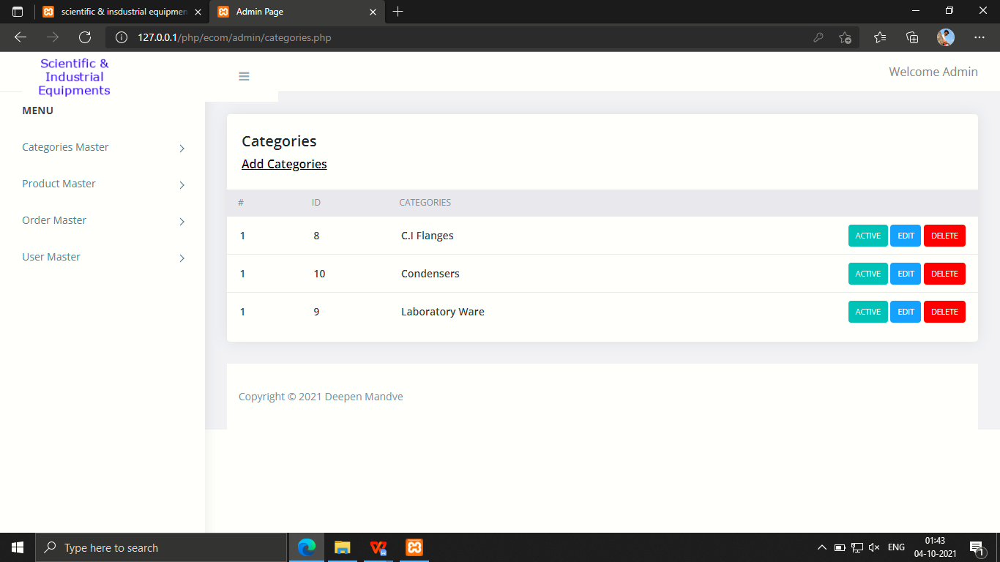 scientific & insdustrial equipmen
Admin Page
127.0.0.1/php/ecom/admin/categories.php
Scientific &
Industrial
Equipments
Welcome Admin
MENU
Categories Master
Product Master
Order Master
User Master
Categories
Add Categories
# ID CATEGORIES
1 8 C.I Flanges ACTIVE EDIT DELETE
1 10 Condensers ACTIVE EDIT DELETE
1 9 Laboratory Ware ACTIVE EDIT DELETE
Copyright © 2021 Deepen Mandve
Type here to search
ENG
01:43
04-10-2021
1